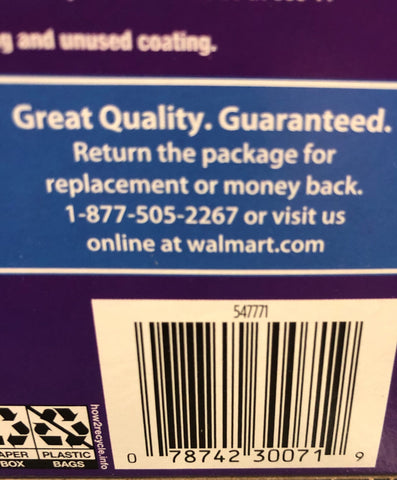 g and unused coating.
Great Quality. Guaranteed.
Return the package for
replacement or money back.
1-877-505-2267 or visit us
online at walmart.com
547771
0 78742 30071 9
how2recycle.info
APER
BOX
PLASTIC
BAGS